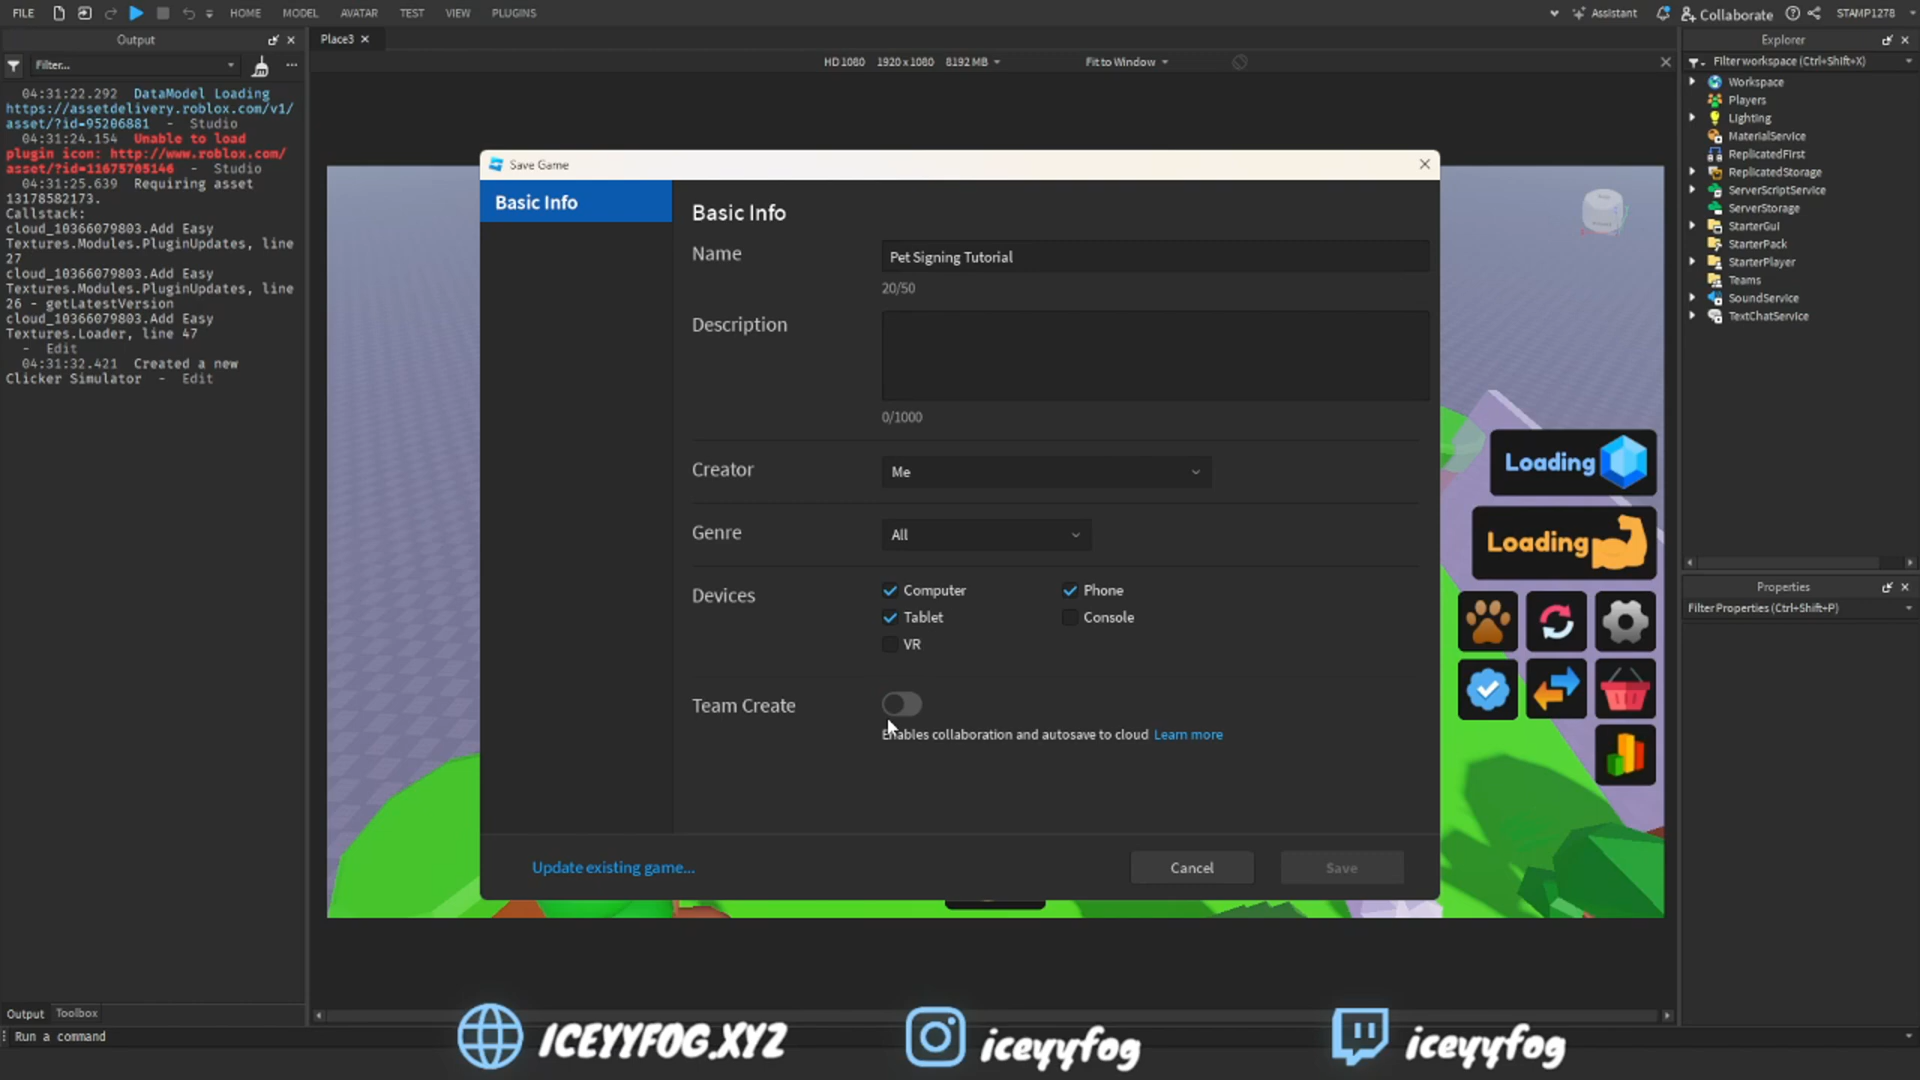 FILE HOME MODEL AVATAR TEST VIEW PLUGINS Assistant Collaborate STAMP1278
Output
Place3
Explorer
Filter...
HD 1080 1920 x 1080 8192 MB Fit to Window
Filter workspace (Ctrl+Shift+X)
04:31:22.292 DataModel Loading
https://assetdelivery.roblox.com/v1/
asset/?id=95206881 - Studio
04:31:24.154 Unable to load
plugin icon: http://www.roblox.com/
asset/?id=11675705146 - Studio
04:31:25.639 Requiring asset
13178582173.
Callstack:
cloud_10366079803.Add Easy
Textures.Modules.PluginUpdates, line
27
cloud_10366079803.Add Easy
Textures.Modules.PluginUpdates, line
26 - getLatestVersion
cloud_10366079803.Add Easy
Textures.Loader, line 47
- Edit
04:31:32.421 Created a new
Clicker Simulator - Edit
Save Game
Basic Info
Basic Info
Name
Pet Signing Tutorial
20/50
Description
0/1000
Creator
Me
Genre
All
Devices
Computer
Phone
Tablet
Console
VR
Team Create
Enables collaboration and autosave to cloud Learn more
Update existing game...
Cancel
Save
Loading
Loading
Workspace
Players
Lighting
MaterialService
ReplicatedFirst
ReplicatedStorage
ServerScriptService
ServerStorage
StarterGui
StarterPack
StarterPlayer
Teams
SoundService
TextChatService
Properties
Filter Properties (Ctrl+Shift+P)
Output Toolbox
Run a command
ICEYYFOG.XYZ
iceyyfog
iceyyfog